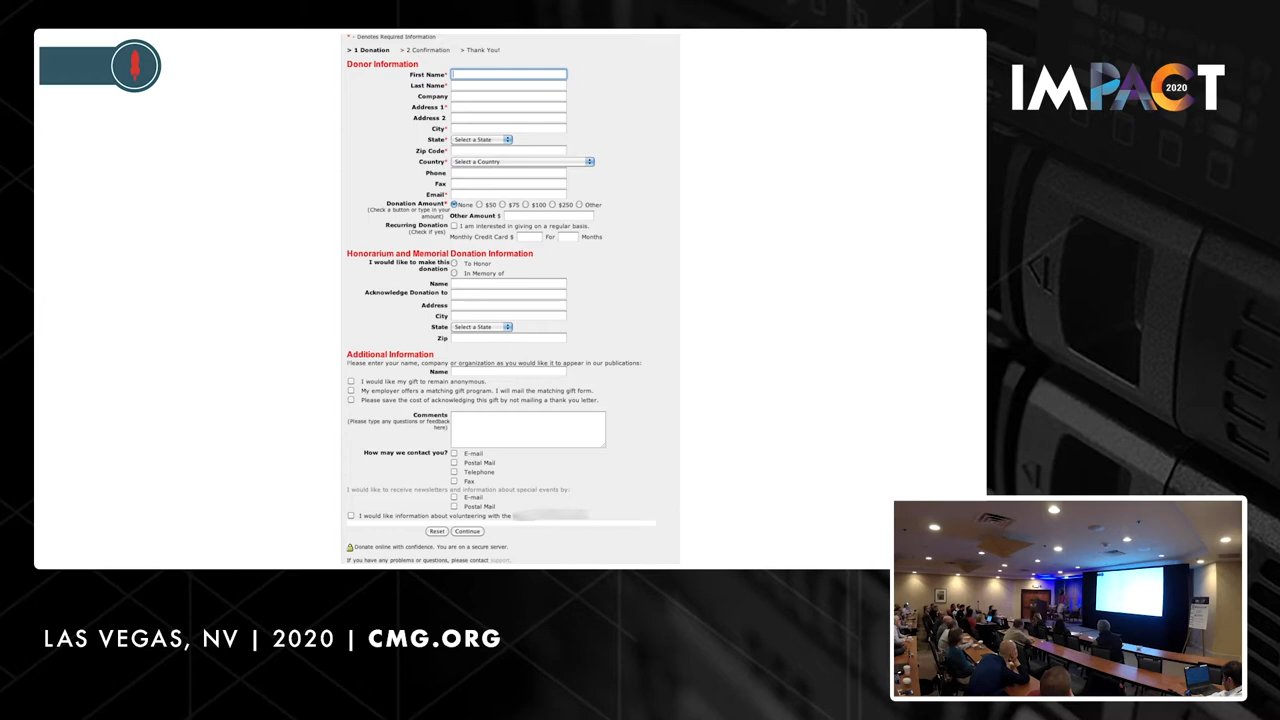 * - Denotes Required Information
> 1 Donation > 2 Confirmation > Thank You!
Donor Information
First Name*
Last Name*
Company
Address 1*
Address 2
City*
State* Select a State
Zip Code*
Country* Select a Country
Phone
Fax
Email*
Donation Amount* None $50 $75 $100 $250 Other
(Check a button or type in your amount)
Other Amount $
Recurring Donation I am interested in giving on a regular basis.
(Check if yes)
Monthly Credit Card $ For Months
Honorarium and Memorial Donation Information
I would like to make this donation To Honor
In Memory of
Name
Acknowledge Donation to
Address
City
State Select a State
Zip
Additional Information
Please enter your name, company or organization as you would like it to appear in our publications:
Name
I would like my gift to remain anonymous.
My employer offers a matching gift program. I will mail the matching gift form.
Please save the cost of acknowledging this gift by not mailing a thank you letter.
Comments
(Please type any questions or feedback here)
How may we contact you? E-mail
Postal Mail
Telephone
Fax
I would like to receive newsletters and information about special events by:
E-mail
Postal Mail
I would like information about volunteering with the
Reset Continue
Donate online with confidence. You are on a secure server.
If you have any problems or questions, please contact support.
IMPACT 2020
LAS VEGAS, NV | 2020 | CMG.ORG